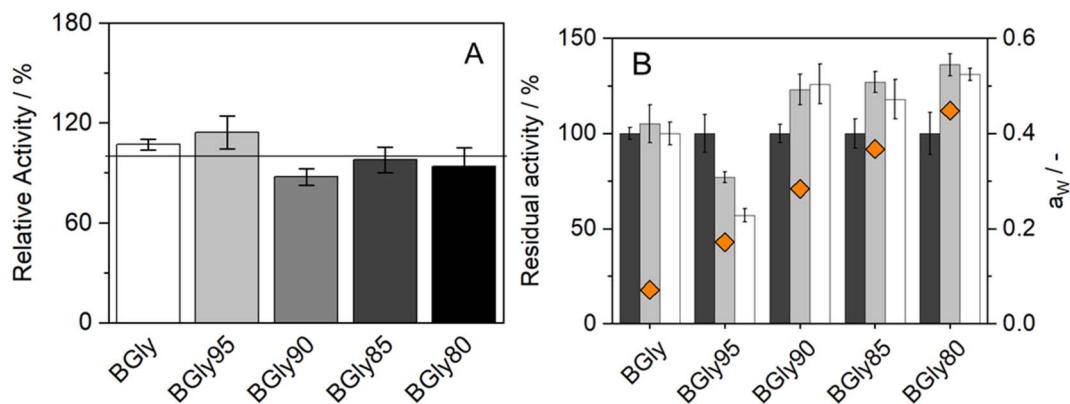 A
Relative Activity / %
180
120
60
0
BGly
BGly95
BGly90
BGly85
BGly80
B
Residual activity / %
150
100
50
0
0.6
0.4
0.2
0.0
a_W / -
BGly
BGly95
BGly90
BGly85
BGly80